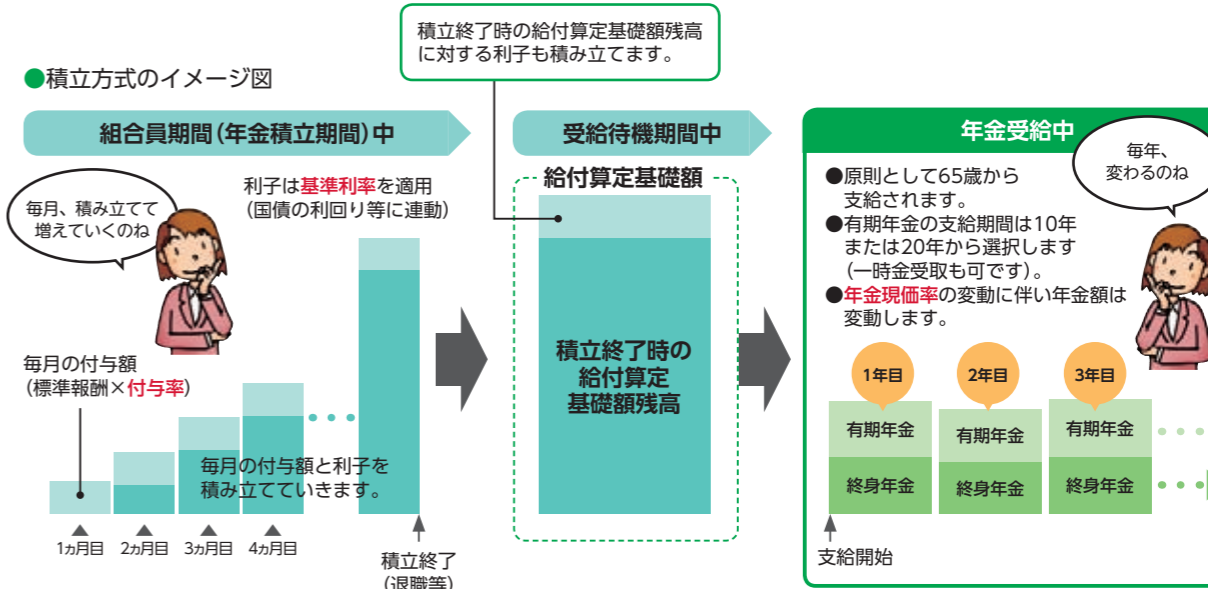 積立終了時の給付算定基礎額残高
に対する利子も積み立てます。
●積立方式のイメージ図
組合員期間(年金積立期間)中
毎月、積み立てて
増えていくのね
利子は基準利率を適用
(国債の利回り等に連動)
毎月の付与額
(標準報酬×付与率)
毎月の付与額と利子を
積み立てていきます。
1ヵ月目
2ヵ月目
3ヵ月目
4ヵ月目
積立終了
(退職等)
受給待機期間中
給付算定基礎額
積立終了時の
給付算定
基礎額残高
年金受給中
毎年、
変わるのね
●原則として65歳から
支給されます。
●有期年金の支給期間は10年
または20年から選択します
(一時金受取も可です)。
●年金現価率の変動に伴い年金額は
変動します。
1年目
2年目
3年目
有期年金
有期年金
有期年金
終身年金
終身年金
終身年金
支給開始